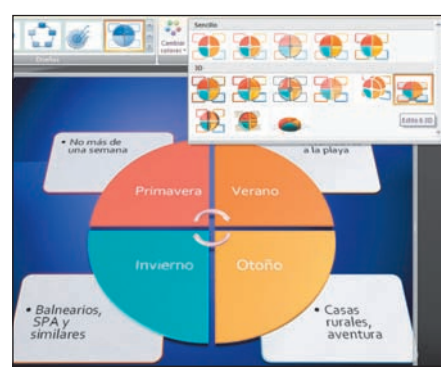 Diseños
Cambiar
colores
Sencillo
3D
Estilo 6 3D
• No más de
una semana
a la playa
Primavera
Verano
Invierno
Otoño
• Balnearios,
SPA y
similares
• Casas
rurales,
aventura